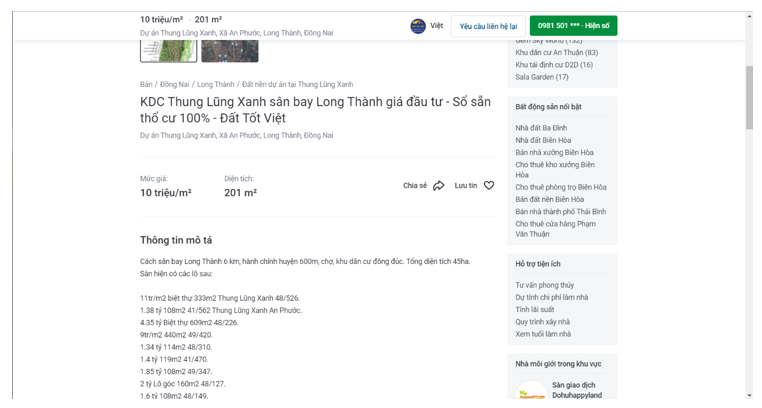 10 triệu/m² · 201 m²
Dự án Thung Lũng Xanh, Xã An Phước, Long Thành, Đồng Nai
Việt
Yêu cầu liên hệ lại
0981 501 *** · Hiện số
Gem Sky World (132)
Khu dân cư An Thuận (83)
Khu tái định cư D2D (16)
Sala Garden (17)
Bán / Đồng Nai / Long Thành / Đất nền dự án tại Thung Lũng Xanh
KDC Thung Lũng Xanh sân bay Long Thành giá đầu tư - Sổ sẵn
thổ cư 100% - Đất Tốt Việt
Dự án Thung Lũng Xanh, Xã An Phước, Long Thành, Đồng Nai
Mức giá:
10 triệu/m²
Diện tích:
201 m²
Chia sẻ
Lưu tin
Thông tin mô tả
Cách sân bay Long Thành 6 km, hành chính huyện 600m, chợ, khu dân cư đông đúc. Tổng diện tích 45ha.
Sàn hiện có các lô sau:
11tr/m2 biệt thự 333m2 Thung Lũng Xanh 48/526.
1.38 tỷ 108m2 41/562 Thung Lũng Xanh An Phước.
4.35 tỷ Biệt thự 609m2 48/226.
9tr/m2 440m2 49/420.
1.34 tỷ 114m2 48/310.
1.4 tỷ 119m2 41/470.
1.85 tỷ 108m2 49/347.
2 tỷ Lô góc 160m2 48/127.
1.6 tỷ 108m2 48/149.
Bất động sản nổi bật
Nhà đất Ba Đình
Nhà đất Biên Hòa
Bán nhà xưởng Biên Hòa
Cho thuê kho xưởng Biên
Hòa
Cho thuê phòng trọ Biên Hòa
Bán đất nền Biên Hòa
Bán nhà thành phố Thái Bình
Cho thuê cửa hàng Phạm
Văn Thuận
Hỗ trợ tiện ích
Tư vấn phong thủy
Dự tính chi phí làm nhà
Tính lãi suất
Quy trình xây nhà
Xem tuổi làm nhà
Nhà môi giới trong khu vực
Sàn giao dịch
Dohuhappyland